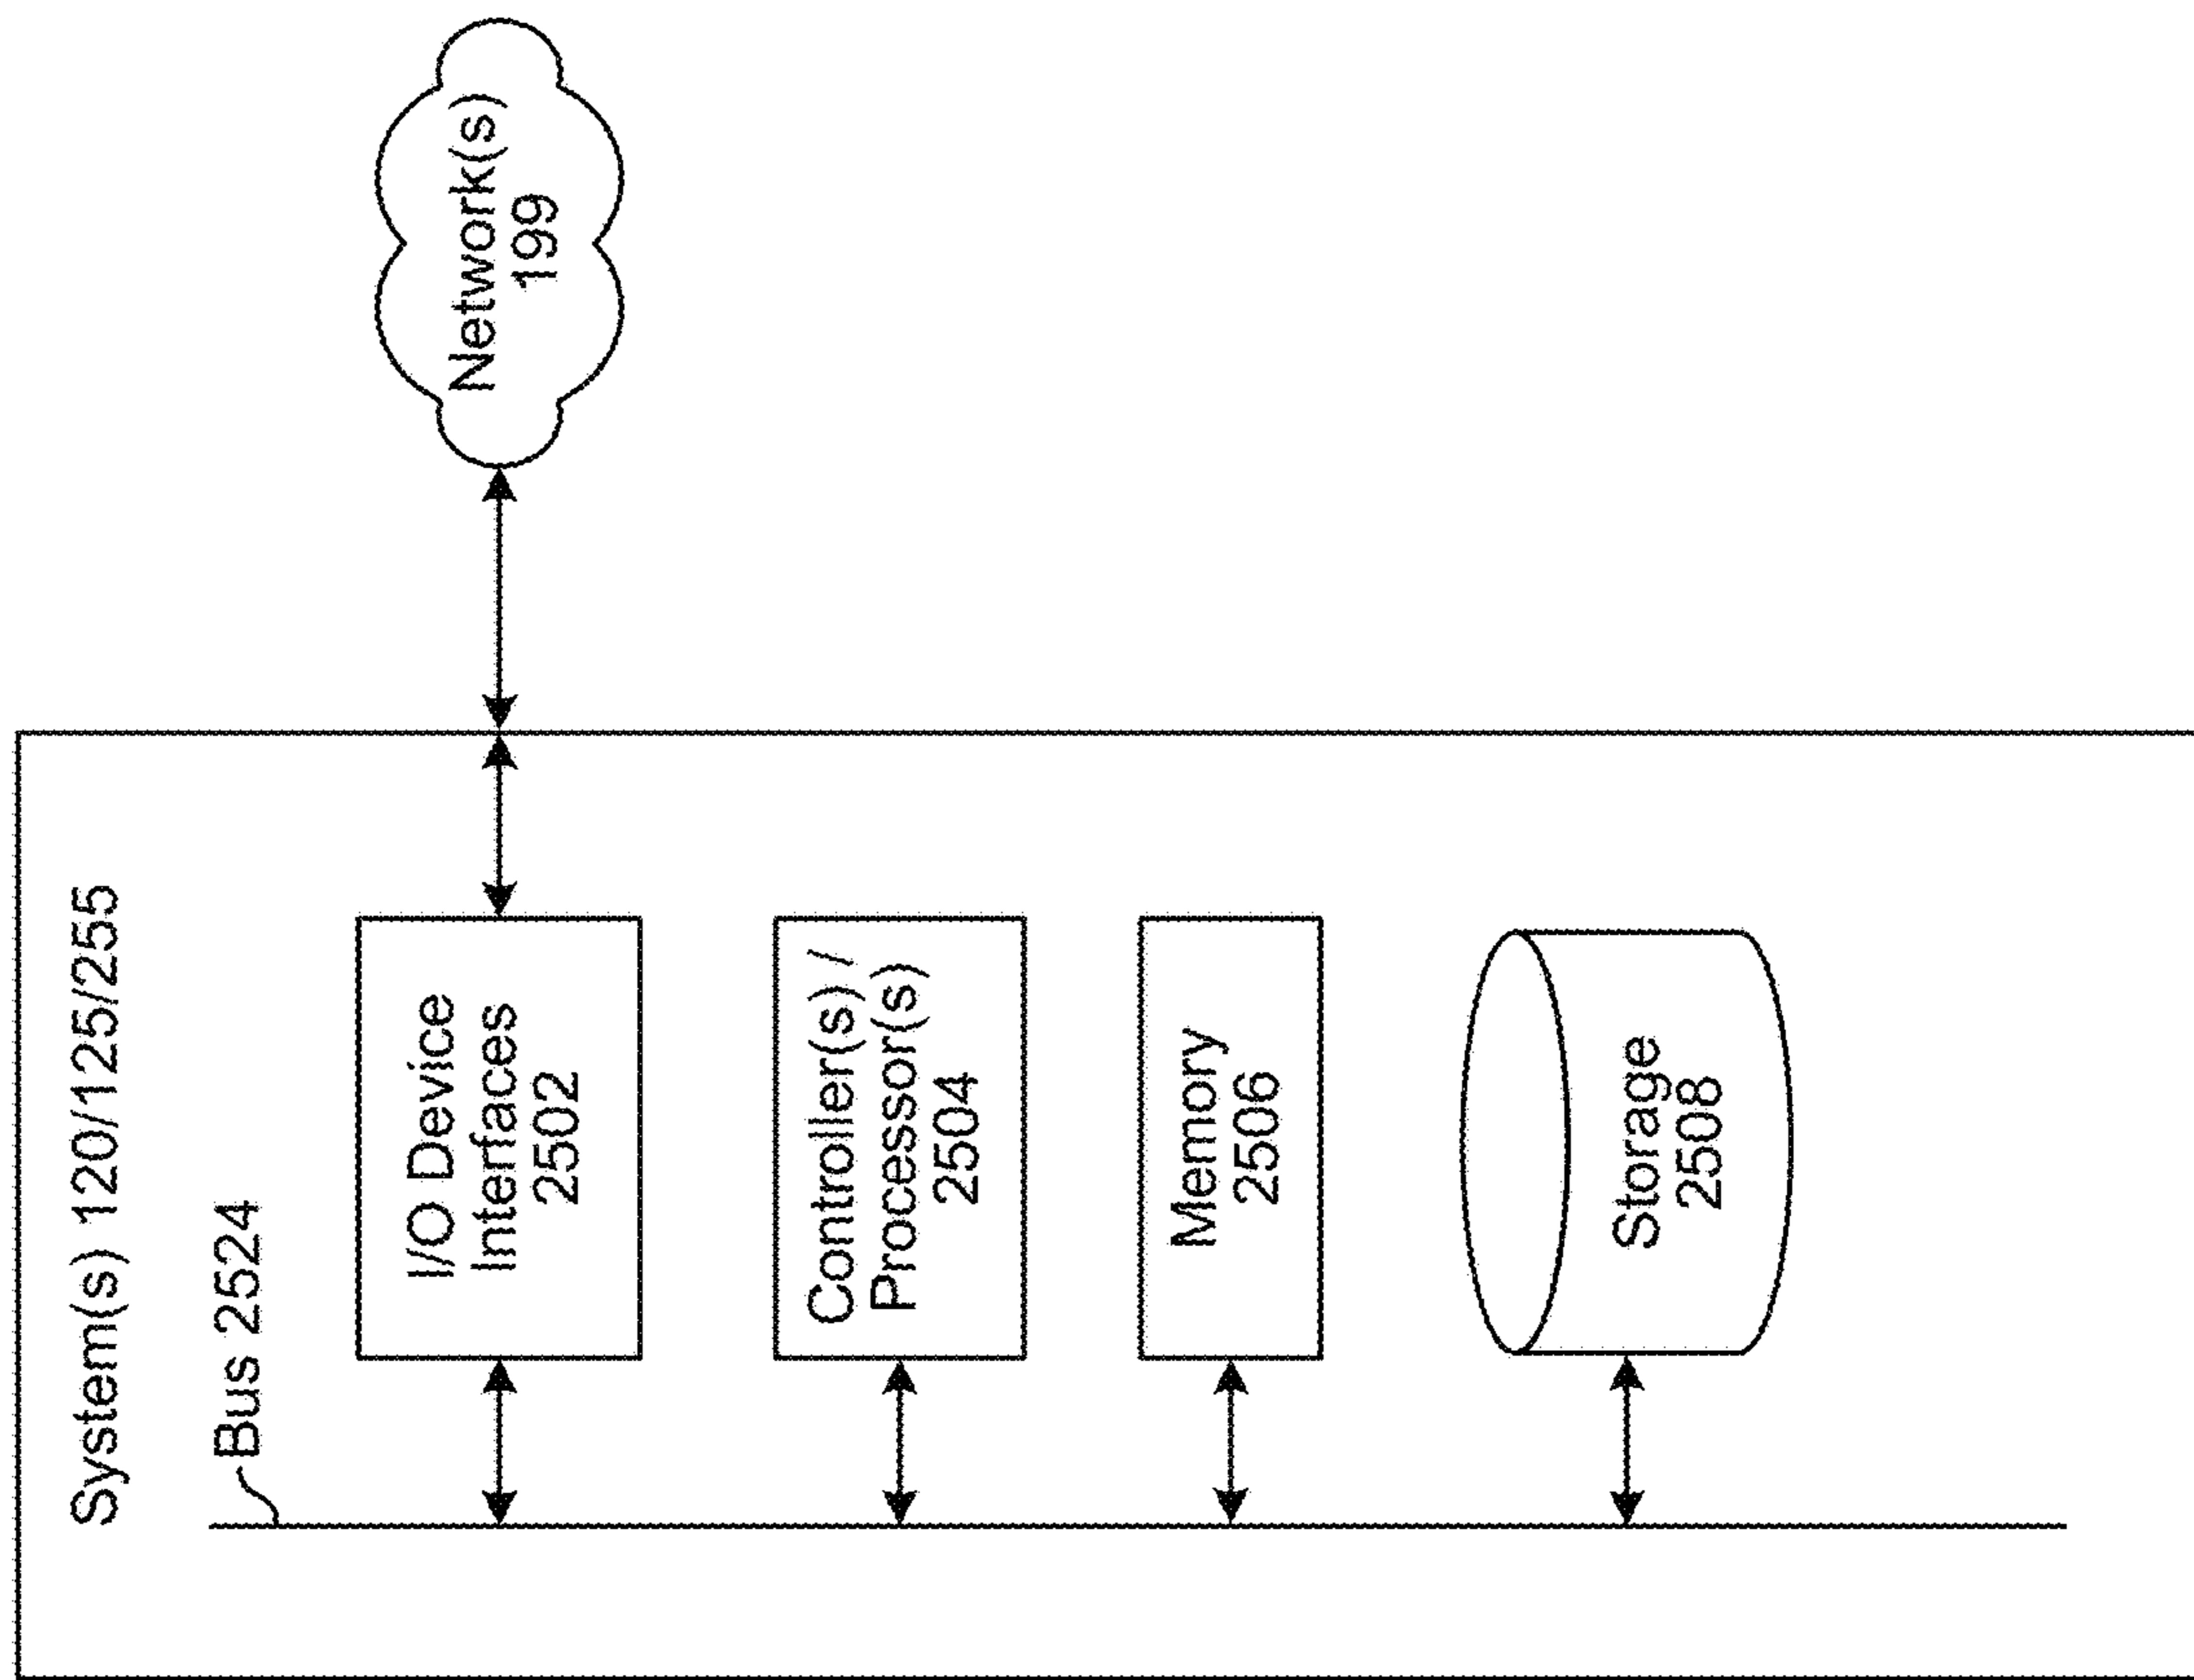 System(s) 120/125/255
Bus 2524
I/O Device
Interfaces
2502
Network(s)
199
Controller(s) /
Processor(s)
2504
Memory
2506
Storage
2508